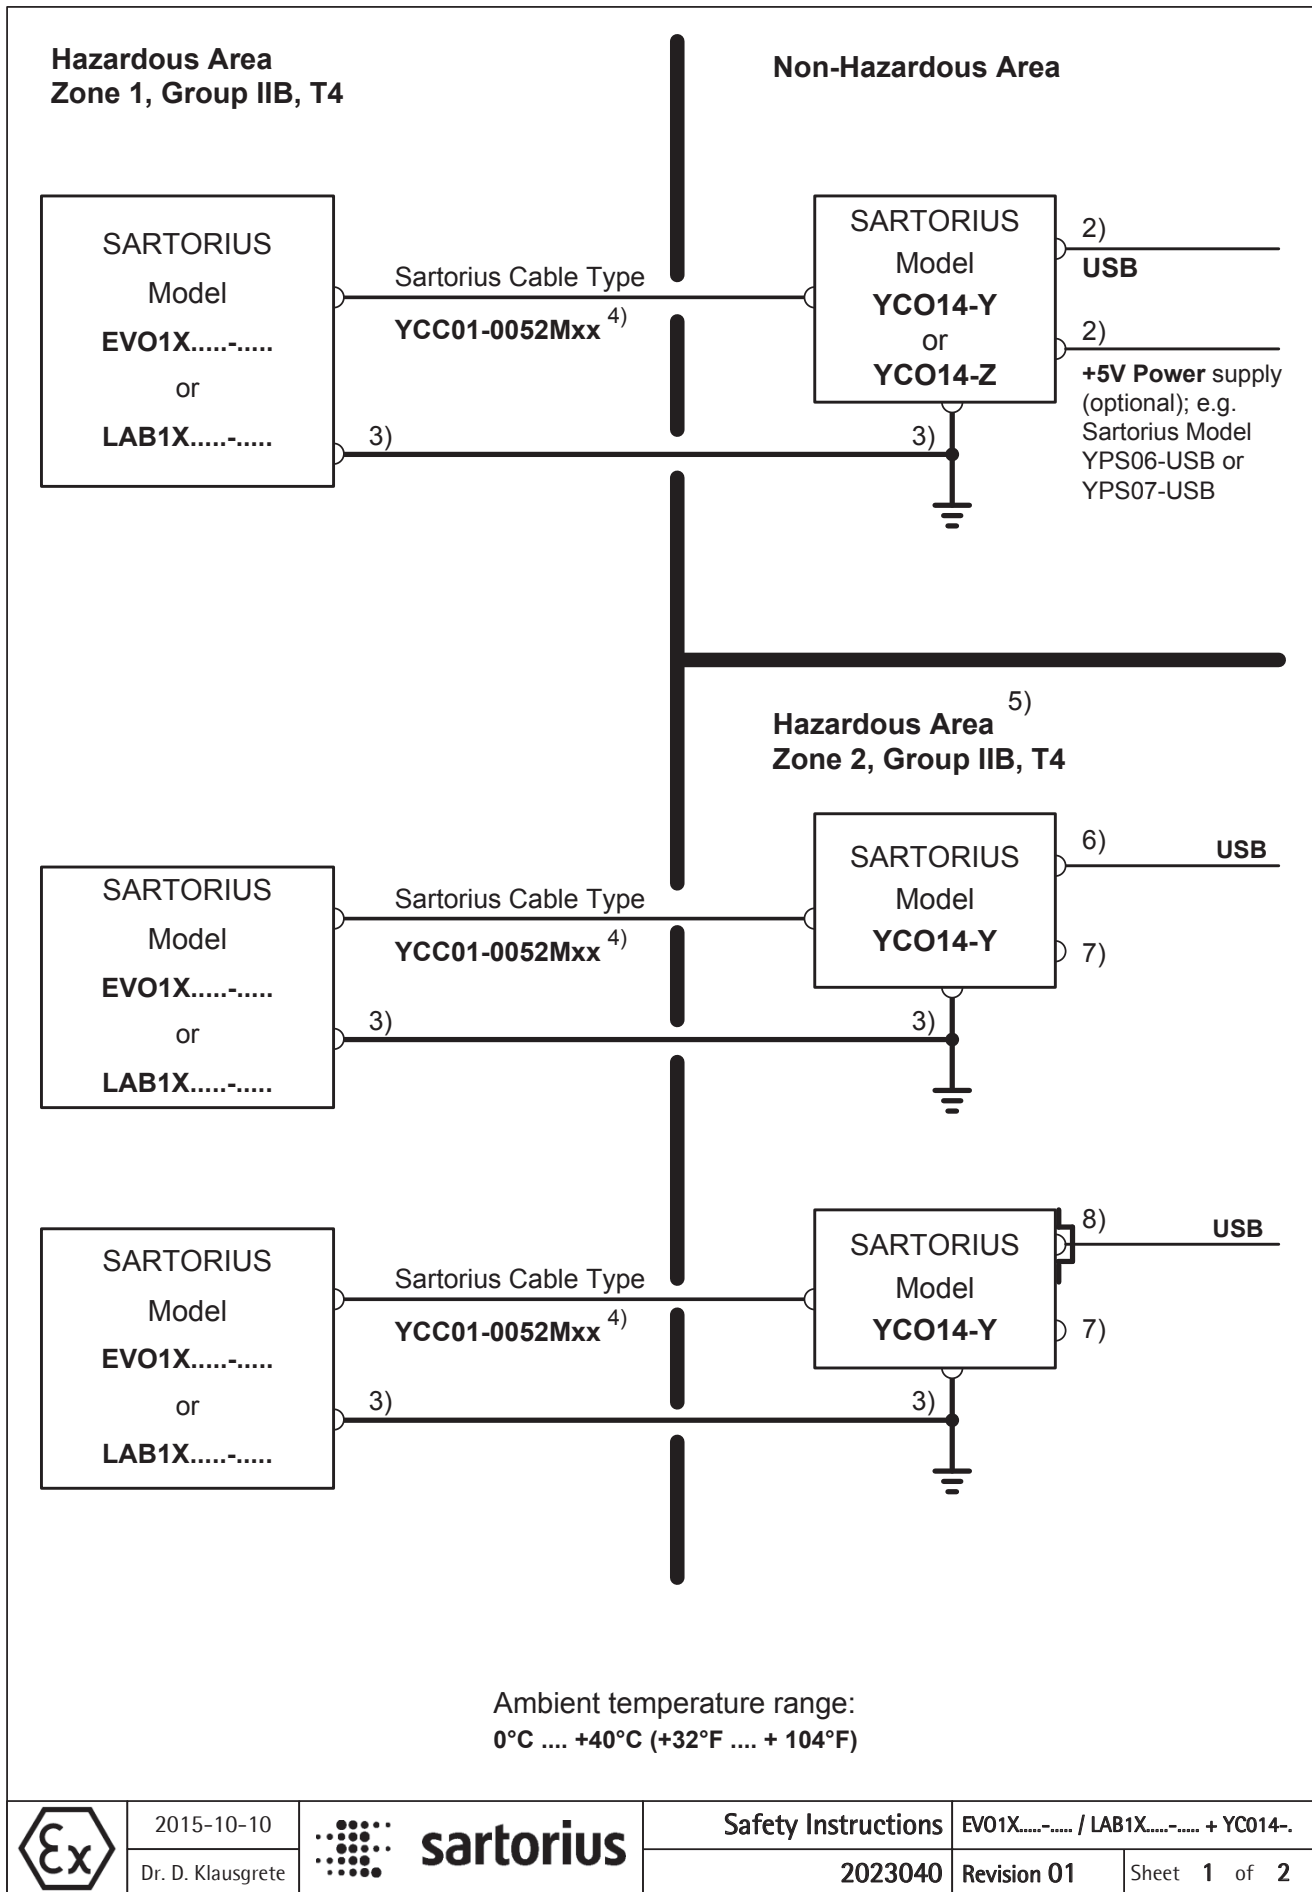 Hazardous Area
Zone 1, Group IIB, T4
Non-Hazardous Area
SARTORIUS
Model
EVO1X.....-.....
or
LAB1X.....-.....
Sartorius Cable Type
YCC01-0052Mxx 4)
3)
SARTORIUS
Model
YCO14-Y
or
YCO14-Z
3)
2)
USB
2)
+5V Power supply
(optional); e.g.
Sartorius Model
YPS06-USB or
YPS07-USB
Hazardous Area 5)
Zone 2, Group IIB, T4
SARTORIUS
Model
EVO1X.....-.....
or
LAB1X.....-.....
Sartorius Cable Type
YCC01-0052Mxx 4)
3)
SARTORIUS
Model
YCO14-Y
3)
6)
USB
7)
SARTORIUS
Model
EVO1X.....-.....
or
LAB1X.....-.....
Sartorius Cable Type
YCC01-0052Mxx 4)
3)
SARTORIUS
Model
YCO14-Y
3)
8)
USB
7)
Ambient temperature range:
0°C .... +40°C (+32°F .... + 104°F)
Ex
2015-10-10
Dr. D. Klausgrete
sartorius
Safety Instructions
2023040
EVO1X.....-..... / LAB1X.....-..... + YCO14-.
Revision 01
Sheet 1 of 2